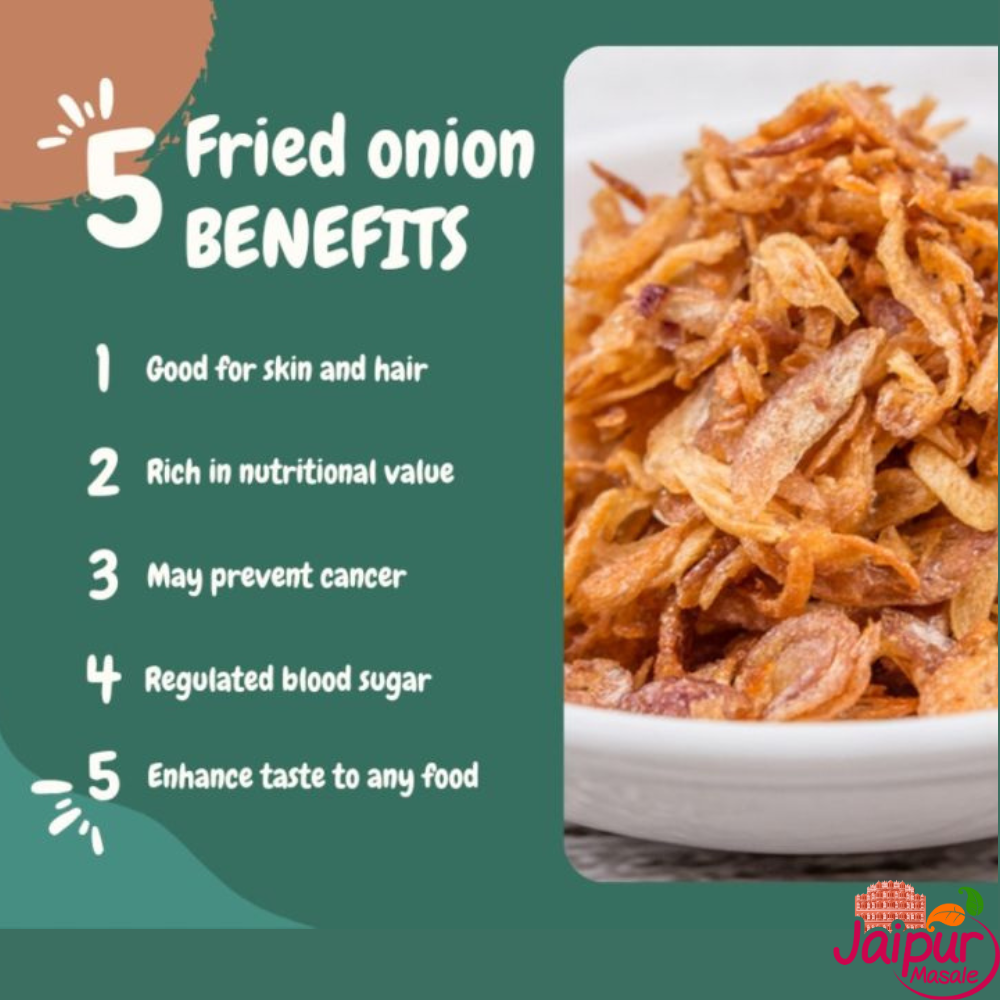 5 Fried onion
BENEFITS
1 Good for skin and hair
2 Rich in nutritional value
3 May prevent cancer
4 Regulated blood sugar
5 Enhance taste to any food
Jaipur
Masale